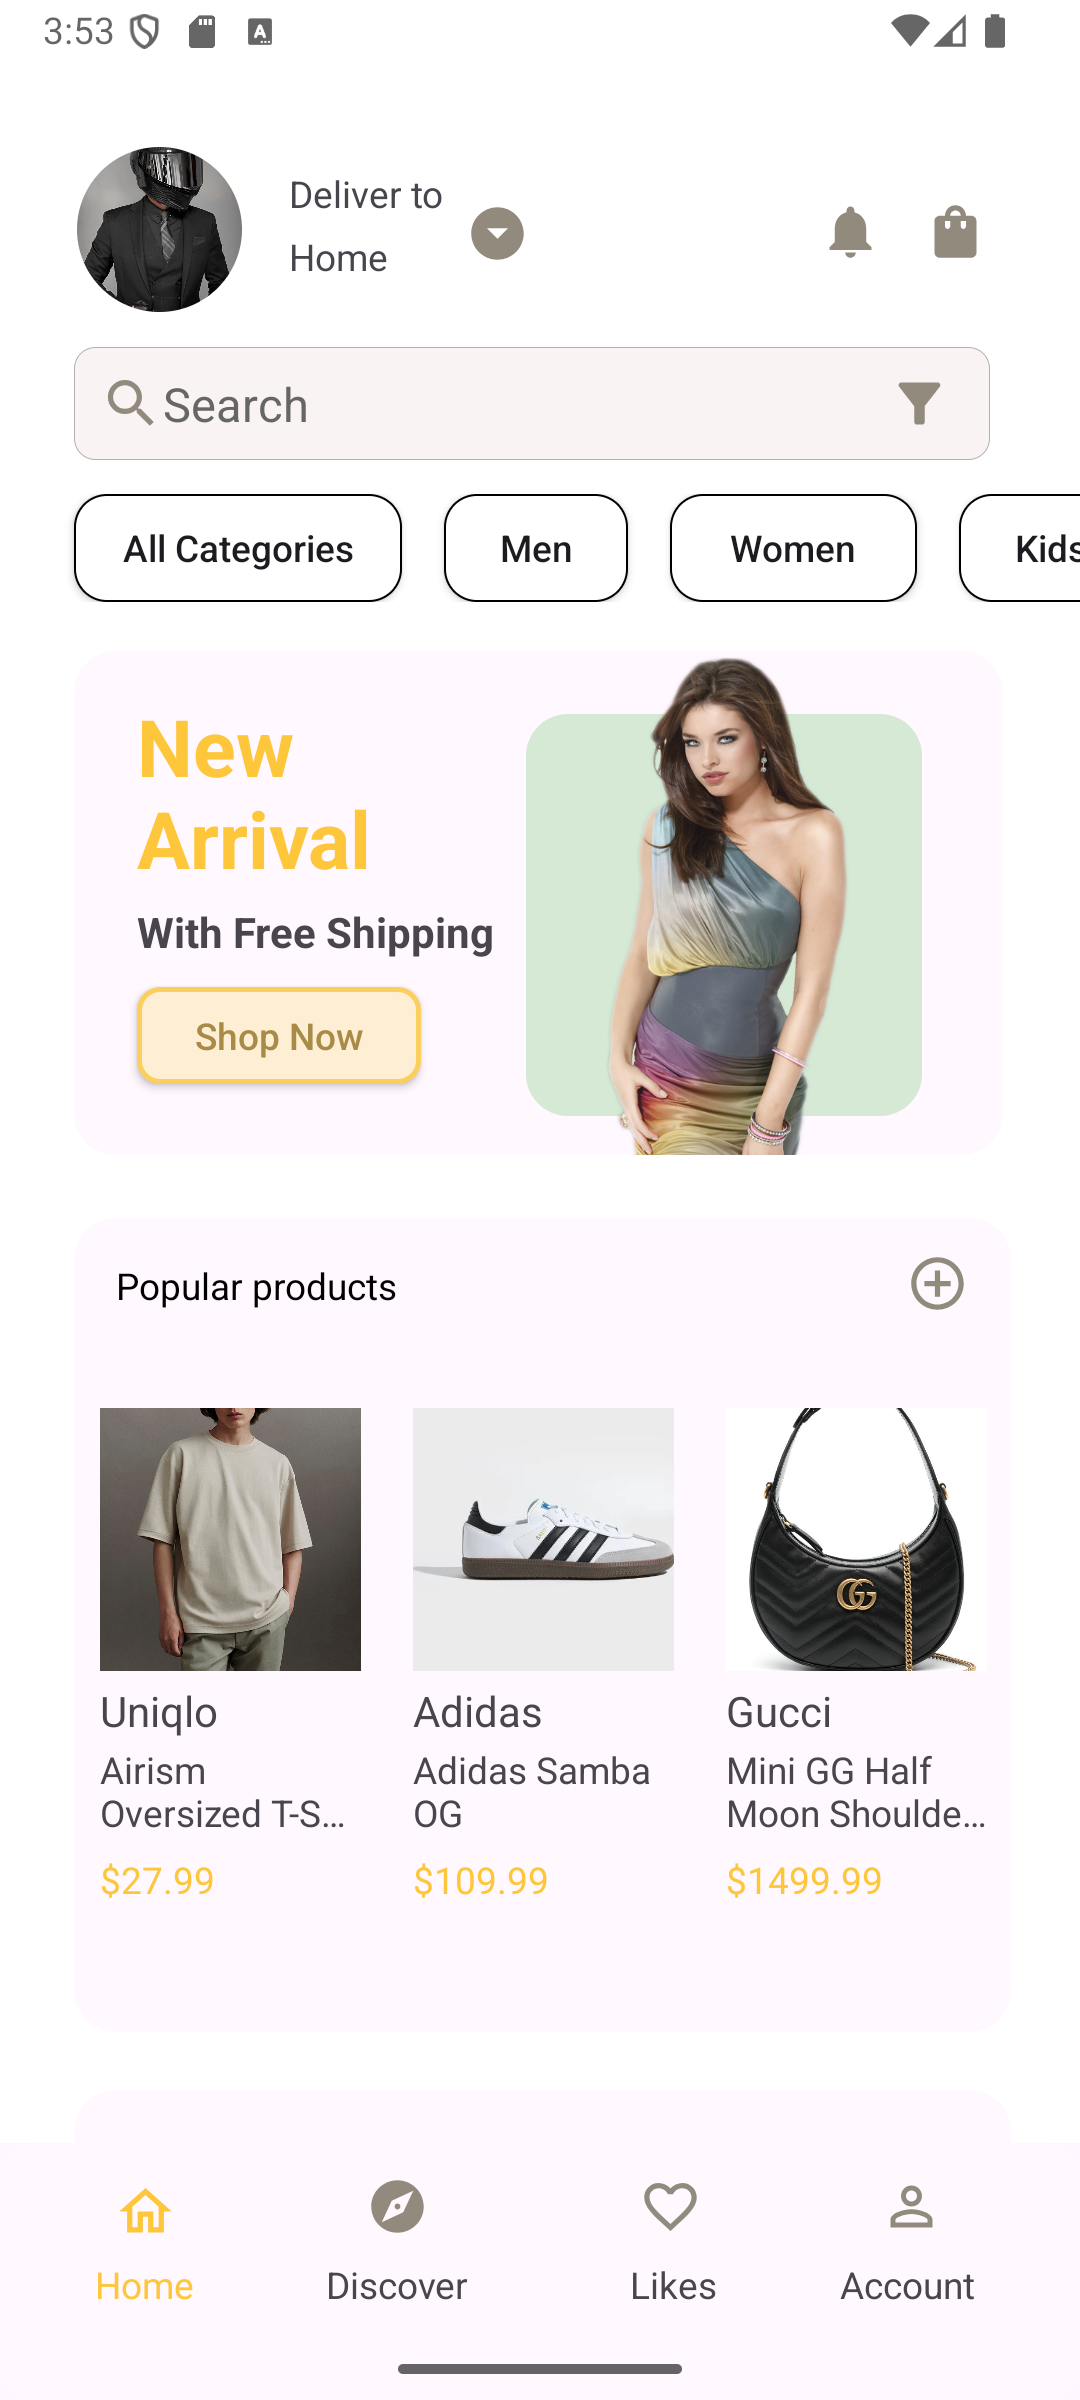 3:53
Deliver to
Home
Search
All Categories
Men
Women
Kids
New
Arrival
With Free Shipping
Shop Now
Popular products
Uniqlo
Airism
Oversized T-S...
$27.99
Adidas
Adidas Samba
OG
$109.99
Gucci
Mini GG Half
Moon Shoulde...
$1499.99
Home
Discover
Likes
Account